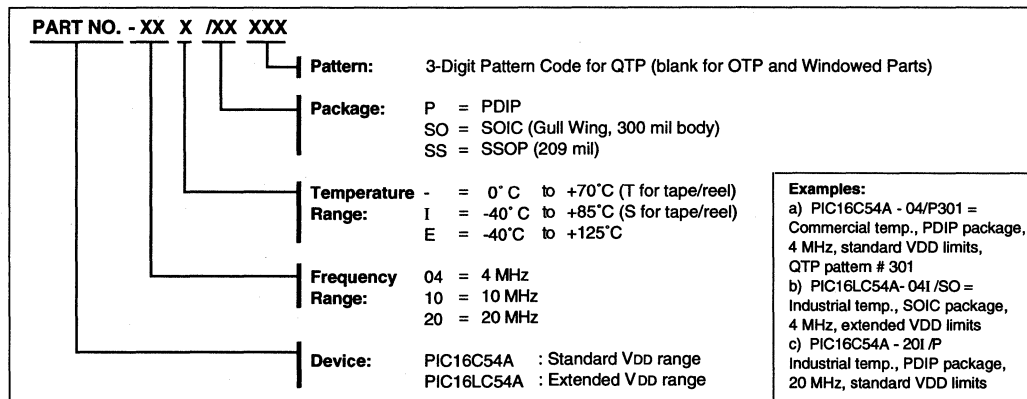 PART NO. - XX X /XX XXX
Pattern: 3-Digit Pattern Code for QTP (blank for OTP and Windowed Parts)
Package: P = PDIP
SO = SOIC (Gull Wing, 300 mil body)
SS = SSOP (209 mil)
Temperature - = 0˚ C to +70˚C (T for tape/reel)
Range: I = -40˚ C to +85˚C (S for tape/reel)
E = -40˚C to +125˚C
Frequency 04 = 4 MHz
Range: 10 = 10 MHz
20 = 20 MHz
Device: PIC16C54A : Standard VDD range
PIC16LC54A : Extended VDD range
Examples:
a) PIC16C54A - 04/P301 =
Commercial temp., PDIP package,
4 MHz, standard VDD limits,
QTP pattern # 301
b) PIC16LC54A- 04I /SO =
Industrial temp., SOIC package,
4 MHz, extended VDD limits
c) PIC16C54A - 20I /P
Industrial temp., PDIP package,
20 MHz, standard VDD limits